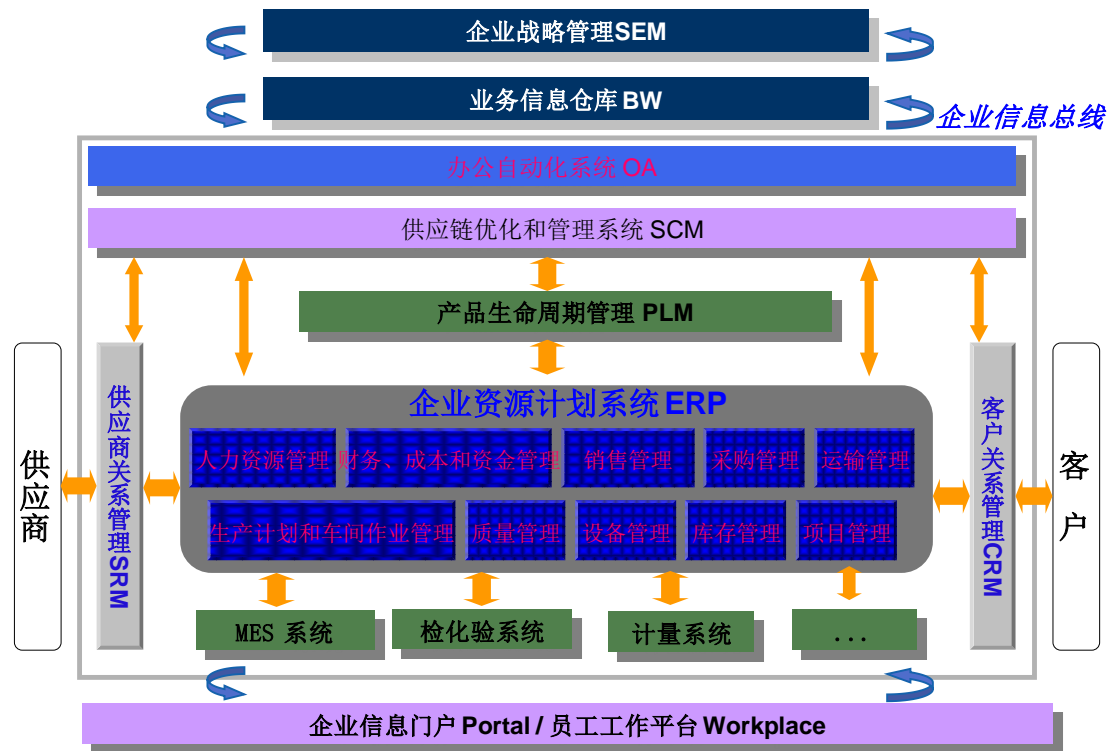 企业战略管理SEM
业务信息仓库 BW
企业信息总线
办公自动化系统 OA
供应链优化和管理系统 SCM
产品生命周期管理 PLM
供应商
供应商关系管理SRM
企业资源计划系统 ERP
人力资源管理
财务、成本和资金管理
销售管理
采购管理
运输管理
生产计划和车间作业管理
质量管理
设备管理
库存管理
项目管理
客户关系管理CRM
客户
MES 系统
检化验系统
计量系统
...
企业信息门户 Portal / 员工工作平台 Workplace